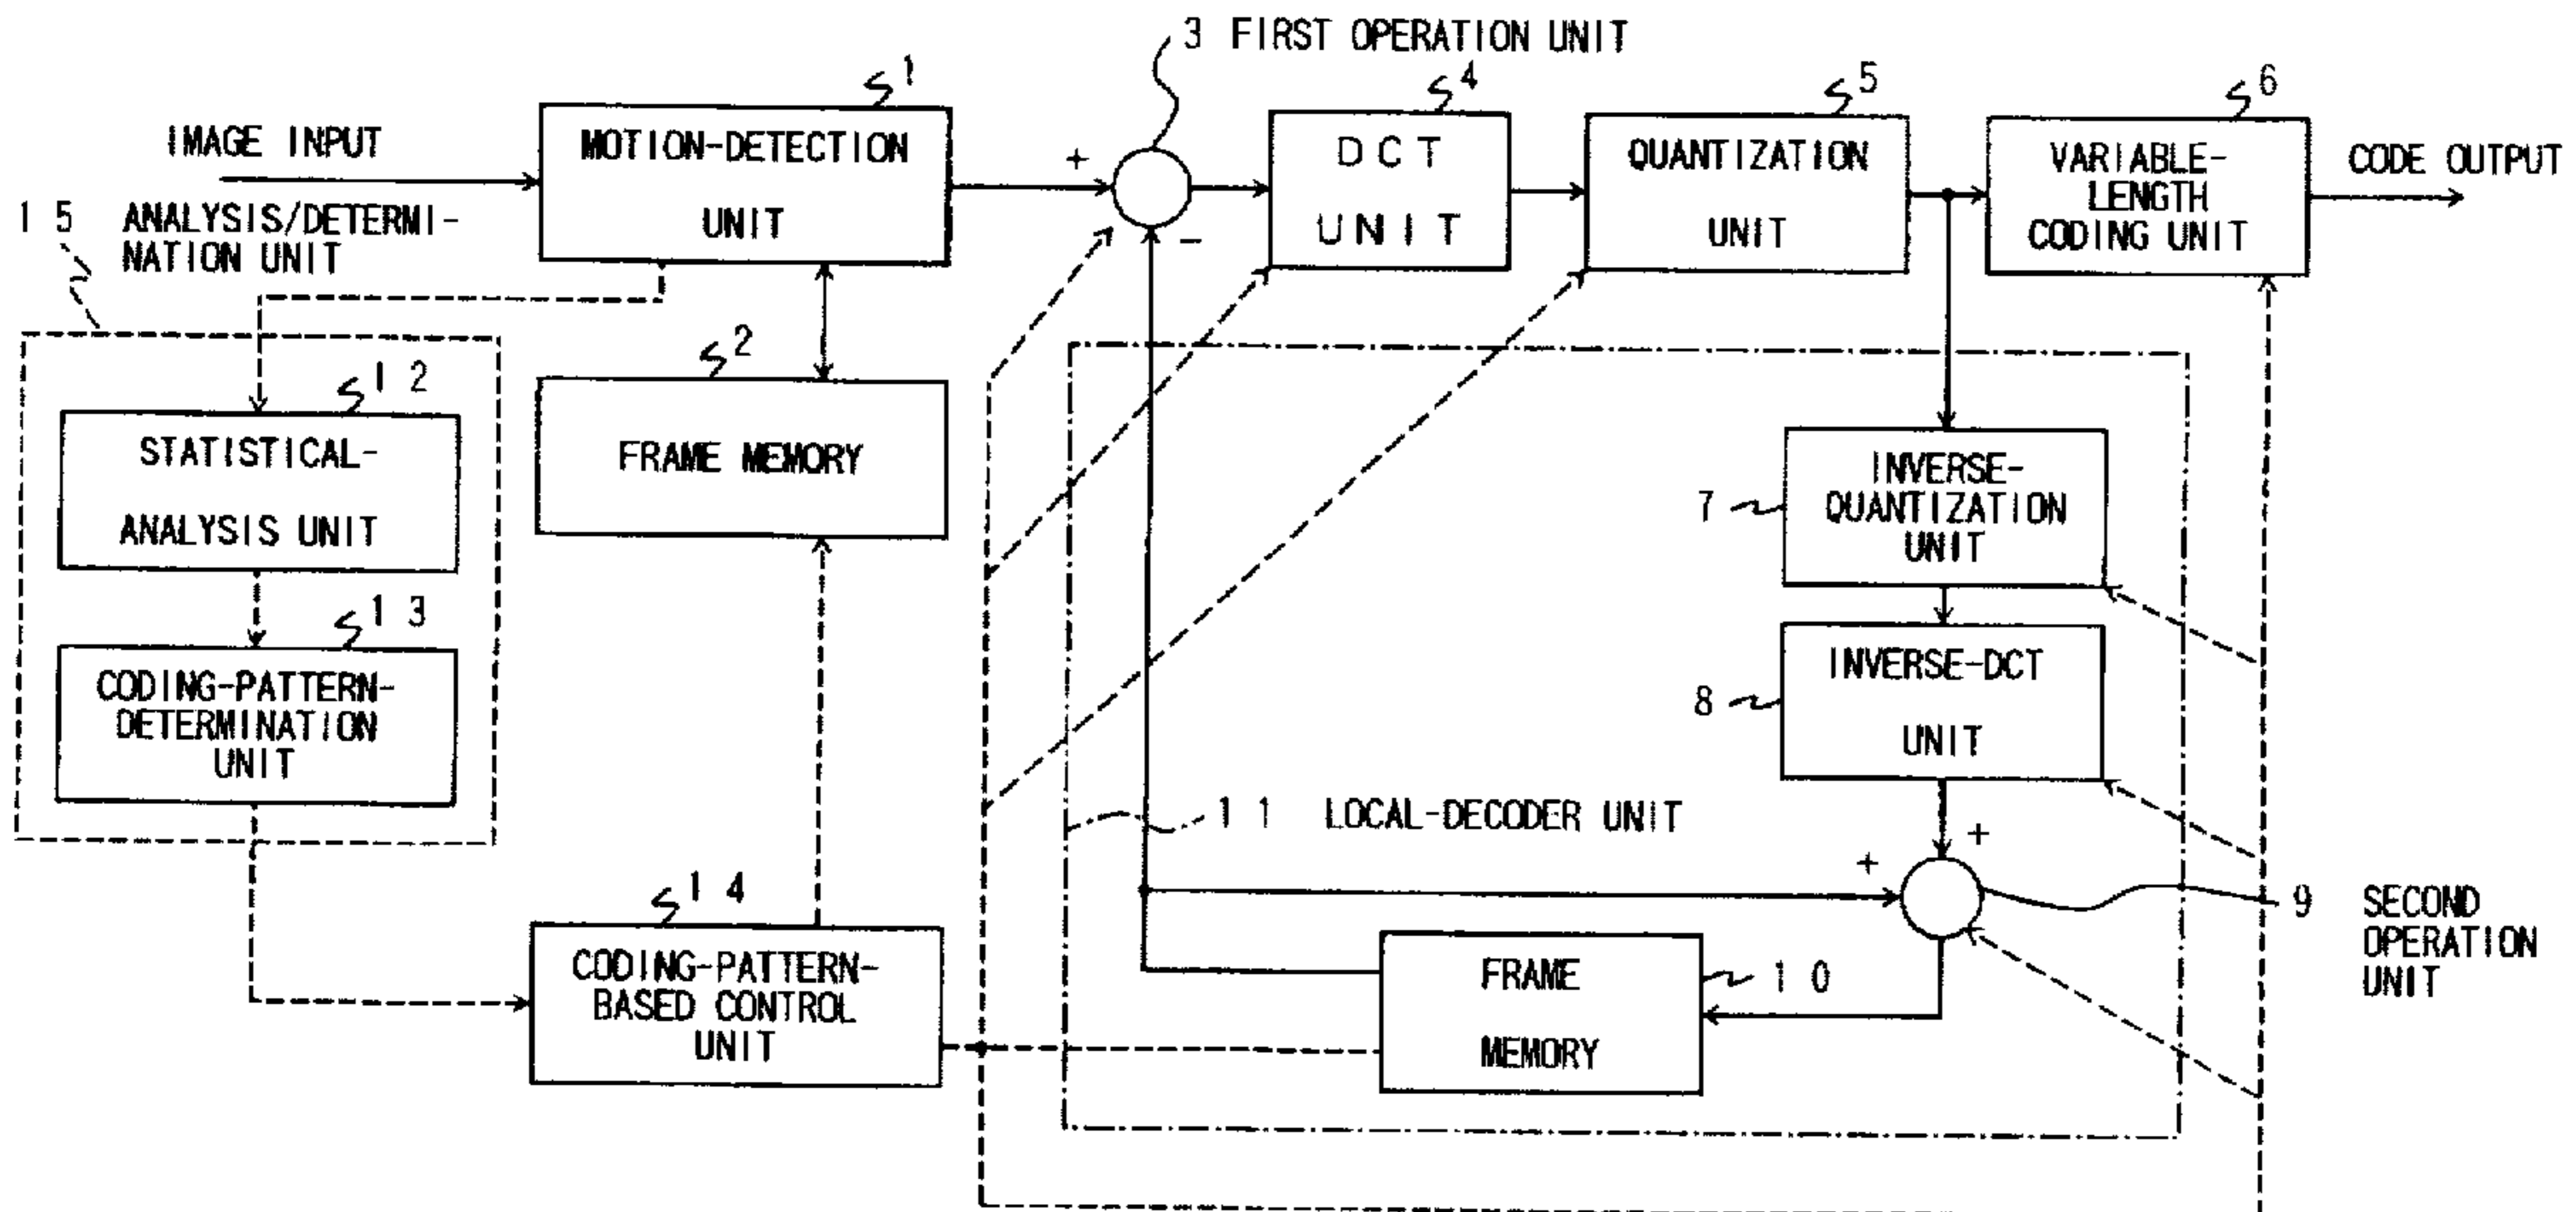 3 FIRST OPERATION UNIT
1
4
5
6
IMAGE INPUT
MOTION-DETECTION
UNIT
+
-
DCT
UNIT
QUANTIZATION
UNIT
VARIABLE-
LENGTH
CODING UNIT
CODE OUTPUT
15 ANALYSIS/DETERMI-
NATION UNIT
2
12
STATISTICAL-
ANALYSIS UNIT
FRAME MEMORY
7
INVERSE-
QUANTIZATION
UNIT
13
CODING-PATTERN-
DETERMINATION
UNIT
8
INVERSE-DCT
UNIT
11 LOCAL-DECODER UNIT
+
+
14
CODING-PATTERN-
BASED CONTROL
UNIT
FRAME
MEMORY
10
9 SECOND
OPERATION
UNIT